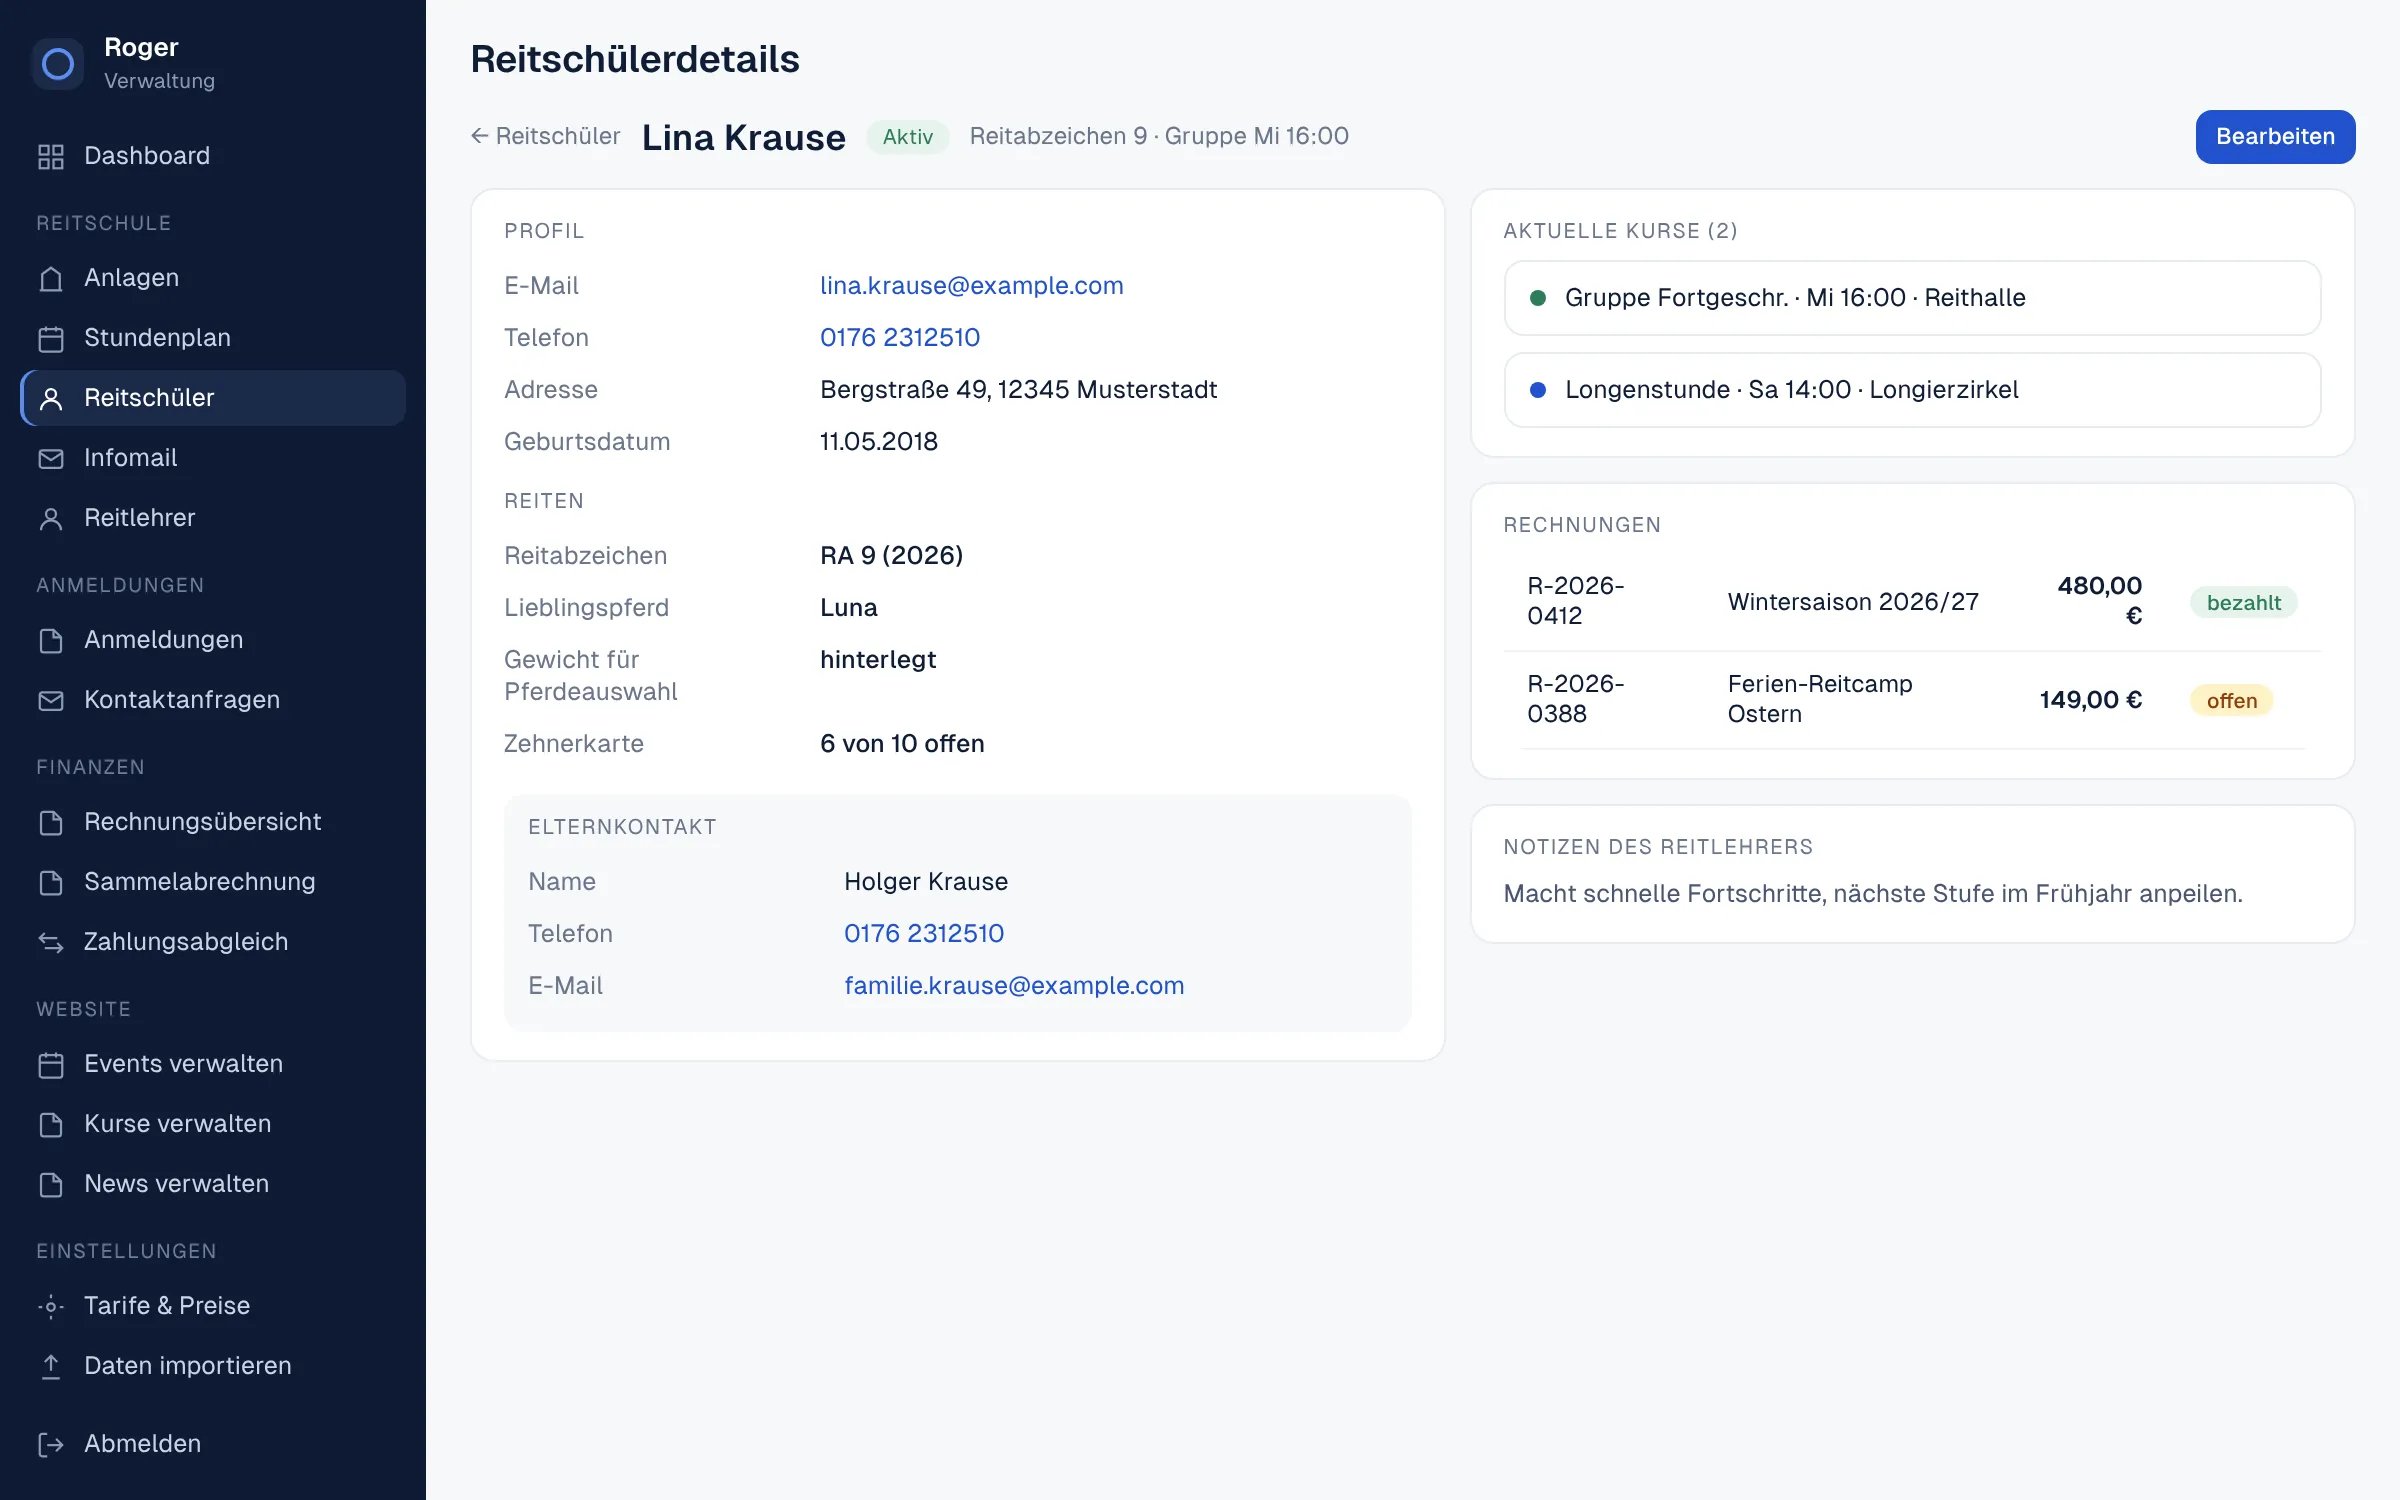 Roger
Verwaltung
Dashboard
REITSCHULE
Anlagen
Stundenplan
Reitschüler
Infomail
Reitlehrer
ANMELDUNGEN
Anmeldungen
Kontaktanfragen
FINANZEN
Rechnungsübersicht
Sammelabrechnung
Zahlungsabgleich
WEBSITE
Events verwalten
Kurse verwalten
News verwalten
EINSTELLUNGEN
Tarife & Preise
Daten importieren
Abmelden
Reitschülerdetails
← Reitschüler Lina Krause Aktiv Reitabzeichen 9 · Gruppe Mi 16:00 Bearbeiten
PROFIL
E-Mail lina.krause@example.com
Telefon 0176 2312510
Adresse Bergstraße 49, 12345 Musterstadt
Geburtsdatum 11.05.2018
REITEN
Reitabzeichen RA 9 (2026)
Lieblingspferd Luna
Gewicht für hinterlegt
Pferdeauswahl
Zehnerkarte 6 von 10 offen
ELTERNKONTAKT
Name Holger Krause
Telefon 0176 2312510
E-Mail familie.krause@example.com
AKTUELLE KURSE (2)
Gruppe Fortgeschr. · Mi 16:00 · Reithalle
Longenstunde · Sa 14:00 · Longierzirkel
RECHNUNGEN
R-2026-
0412 Wintersaison 2026/27 480,00
€ bezahlt
R-2026-
0388 Ferien-Reitcamp
Ostern 149,00 € offen
NOTIZEN DES REITLEHRERS
Macht schnelle Fortschritte, nächste Stufe im Frühjahr anpeilen.